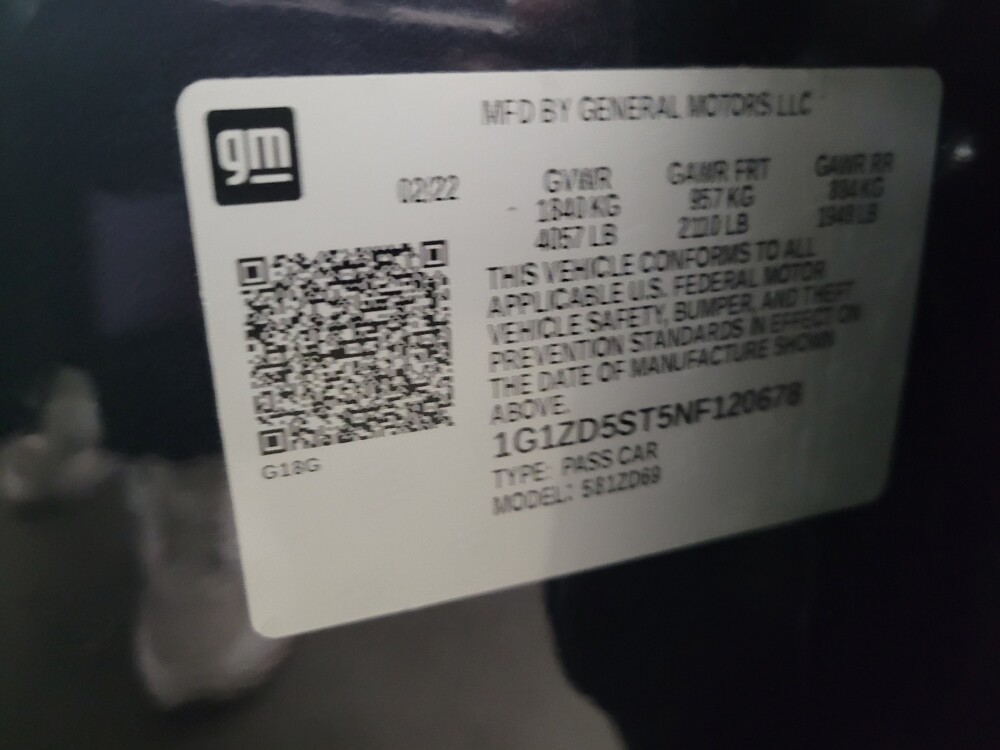 MFD BY GENERAL MOTORS LLC
gm
02/22
GVWR GAWR FRT GAWR RR
1840 KG 957 KG 884 KG
4057 LB 2110 LB 1948 LB
THIS VEHICLE CONFORMS TO ALL
APPLICABLE U.S. FEDERAL MOTOR
VEHICLE SAFETY, BUMPER, AND THEFT
PREVENTION STANDARDS IN EFFECT ON
THE DATE OF MANUFACTURE SHOWN
ABOVE.
1G1ZD5ST5NF120678
TYPE: PASS CAR
MODEL: 581ZD69
G18G